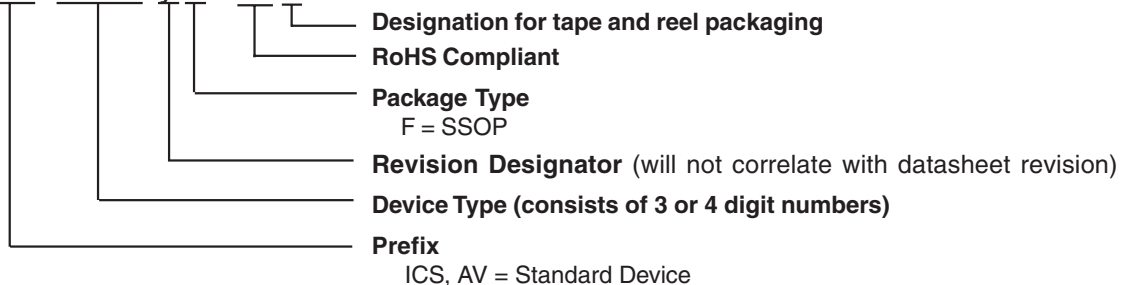 Designation for tape and reel packaging
RoHS Compliant
Package Type
F = SSOP
Revision Designator (will not correlate with datasheet revision)
Device Type (consists of 3 or 4 digit numbers)
Prefix
ICS, AV = Standard Device